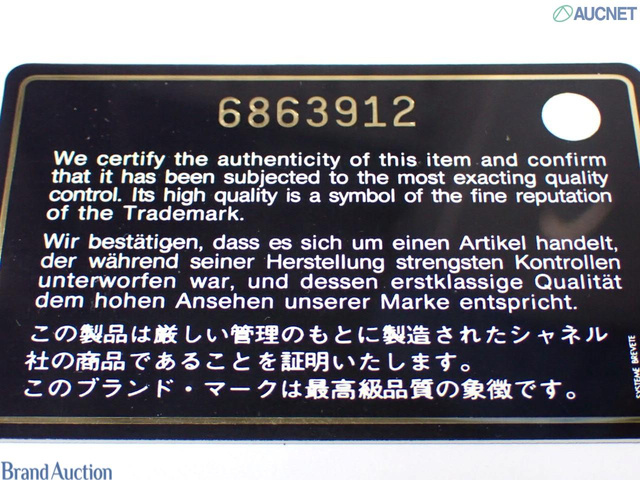 AUCNET
6863912
We certify the authenticity of this item and confirm
that it has been subjected to the most exacting quality
control. Its high quality is a symbol of the fine reputation
of the Trademark.
Wir bestätigen, dass es sich um einen Artikel handelt,
der während seiner Herstellung strengsten Kontrollen
unterworfen war, und dessen erstklassige Qualität
dem hohen Ansehen unserer Marke entspricht.
この製品は厳しい管理のもとに製造されたシャネル
社の商品であることを証明いたします。
このブランド・マークは最高級品質の象徴です。
SYSTEME BREVETE
Brand Auction